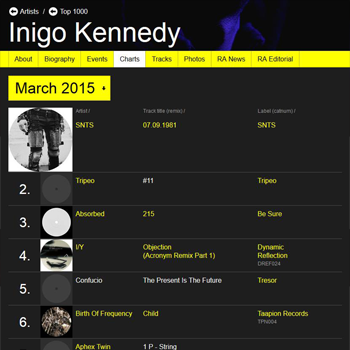 Artists / Top 1000
Inigo Kennedy
About Biography Events Charts Tracks Photos RA News RA Editorial
March 2015
Artist / Track title (remix) / Label (catnum) /
SNTS 07.09.1981 SNTS
2. Tripeo #11 Tripeo
3. Absorbed 215 Be Sure
4. I/Y Objection Dynamic
(Acronym Remix Part 1) Reflection
DREF024
5. Confucio The Present Is The Future Tresor
6. Birth Of Frequency Child Taapion Records
TPN004
Aphex Twin 1 P - String